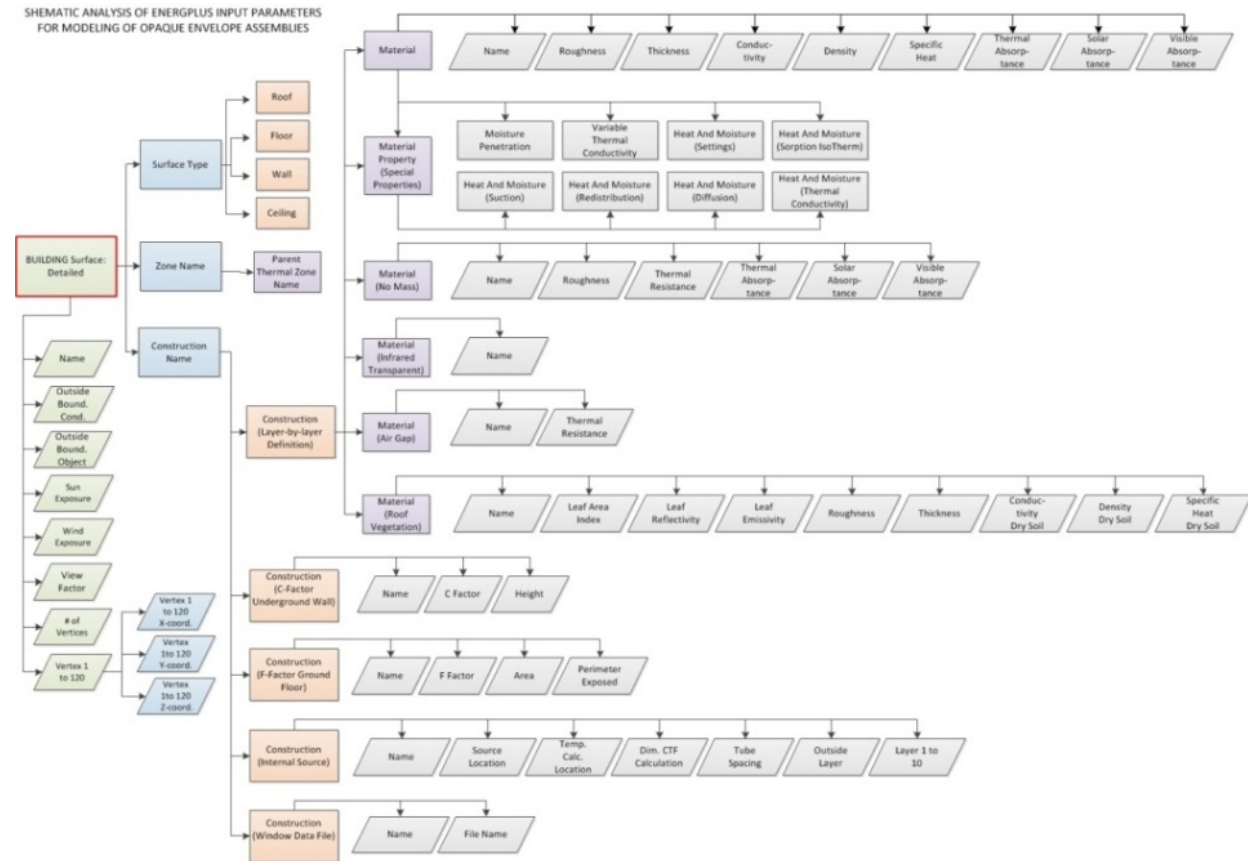 SHEMATIC ANALYSIS OF ENERGPLUS INPUT PARAMETERS
FOR MODELING OF OPAQUE ENVELOPE ASSEMBLIES
BUILDING Surface:
Detailed
Name
Outside
Bound.
Cond.
Outside
Bound.
Object
Sun
Exposure
Wind
Exposure
View
Factor
# of
Vertices
Vertex 1
to 120
Vertex 1
to 120
X-coord.
Vertex
1to 120
Y-coord.
Vertex
1to 120
Z-coord.
Surface Type
Roof
Floor
Wall
Ceiling
Zone Name
Parent
Thermal Zone
Name
Construction
Name
Construction
(Layer-by-layer
Definition)
Material
Name
Roughness
Thickness
Conduc-
tivity
Density
Specific
Heat
Thermal
Absorp-
tance
Solar
Absorp-
tance
Visible
Absorp-
tance
Material
Property
(Special
Properties)
Moisture
Penetration
Variable
Thermal
Conductivity
Heat And Moisture
(Settings)
Heat And Moisture
(Sorption IsoTherm)
Heat And Moisture
(Suction)
Heat And Moisture
(Redistribution)
Heat And Moisture
(Diffusion)
Heat And Moisture
(Thermal
Conductivity)
Material
(No Mass)
Name
Roughness
Thermal
Resistance
Thermal
Absorp-
tance
Solar
Absorp-
tance
Visible
Absorp-
tance
Material
(Infrared
Transparent)
Name
Material
(Air Gap)
Name
Thermal
Resistance
Material
(Roof
Vegetation)
Name
Leaf Area
Index
Leaf
Reflectivity
Leaf
Emissivity
Roughness
Thickness
Conduc-
tivity
Dry Soil
Density
Dry Soil
Specific
Heat
Dry Soil
Construction
(C-Factor
Underground Wall)
Name
C Factor
Height
Construction
(F-Factor Ground
Floor)
Name
F Factor
Area
Perimeter
Exposed
Construction
(Internal Source)
Name
Source
Location
Temp.
Calc.
Location
Dim. CTF
Calculation
Tube
Spacing
Outside
Layer
Layer 1 to
10
Construction
(Window Data File)
Name
File Name